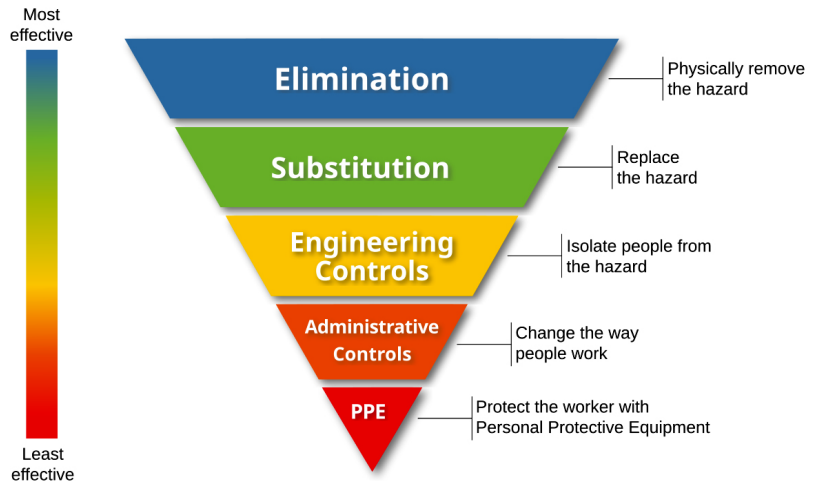 Most
effective
Elimination
Physically remove
the hazard
Substitution
Replace
the hazard
Engineering
Controls
Isolate people from
the hazard
Administrative
Controls
Change the way
people work
PPE
Protect the worker with
Personal Protective Equipment
Least
effective